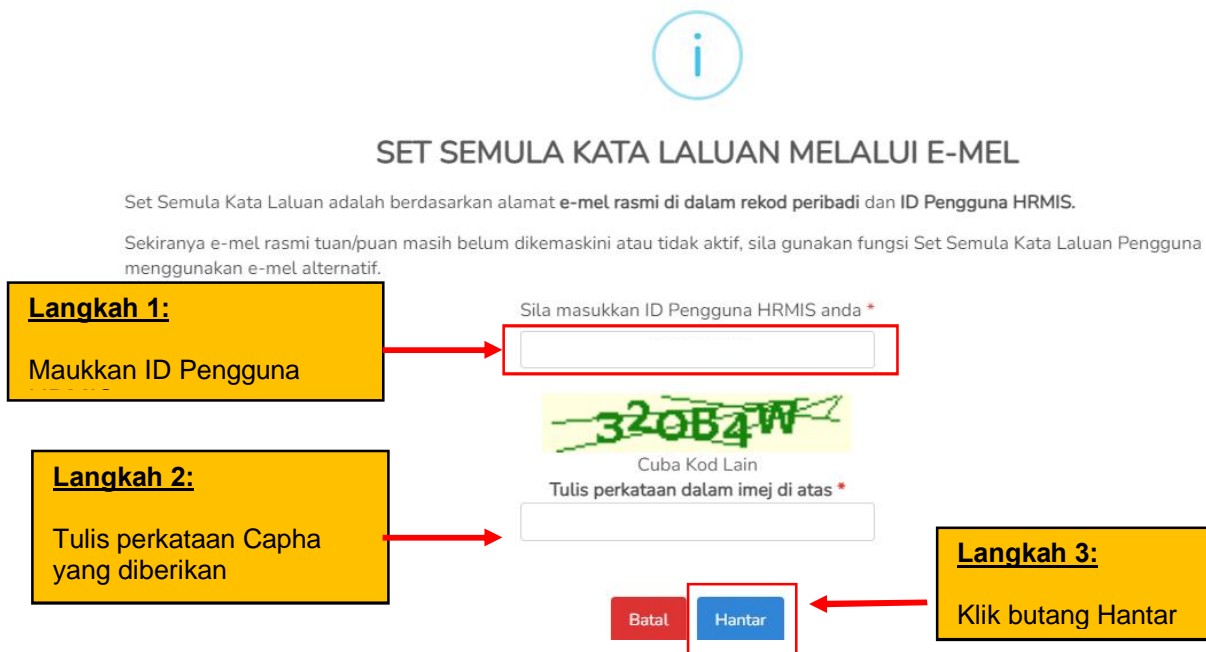 i
SET SEMULA KATA LALUAN MELALUI E-MEL
Set Semula Kata Laluan adalah berdasarkan alamat e-mel rasmi di dalam rekod peribadi dan ID Pengguna HRMIS.
Sekiranya e-mel rasmi tuan/puan masih belum dikemaskini atau tidak aktif, sila gunakan fungsi Set Semula Kata Laluan Pengguna
menggunakan e-mel alternatif.
Langkah 1:
Maukkan ID Pengguna
Sila masukkan ID Pengguna HRMIS anda *
32OB4W
Cuba Kod Lain
Tulis perkataan dalam imej di atas *
Langkah 2:
Tulis perkataan Capha
yang diberikan
Langkah 3:
Klik butang Hantar
Batal
Hantar